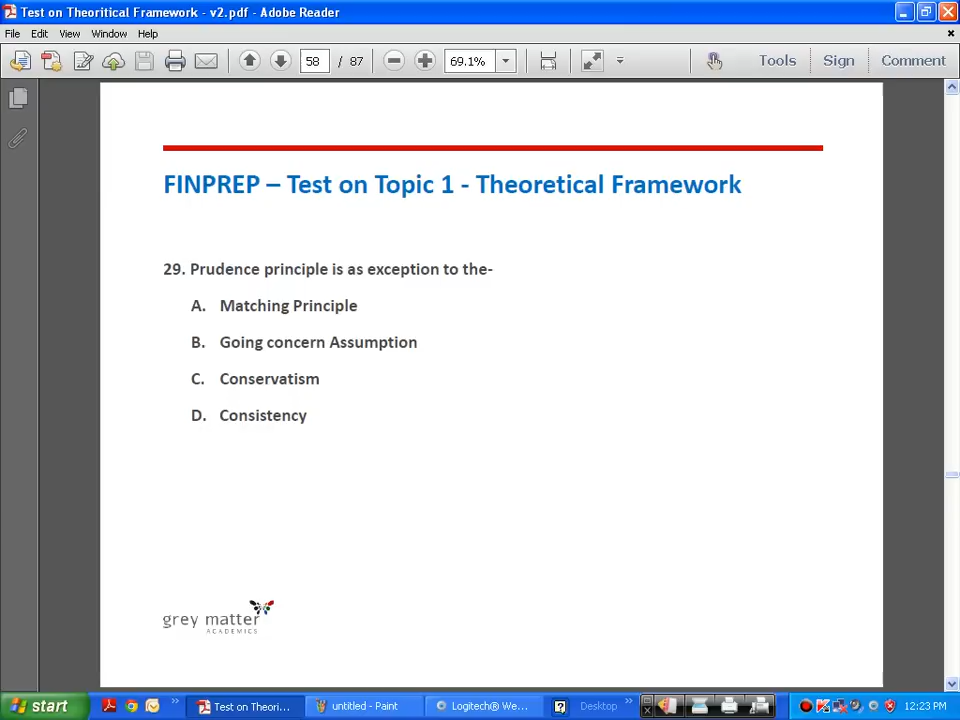 Test on Theoritical Framework - v2.pdf - Adobe Reader
File Edit View Window Help
58 / 87 69.1% Tools Sign Comment
FINPREP – Test on Topic 1 - Theoretical Framework
29. Prudence principle is as exception to the-
A. Matching Principle
B. Going concern Assumption
C. Conservatism
D. Consistency
grey matter
ACADEMICS
start Test on Theori... untitled - Paint Logitech® We... Desktop 12:23 PM